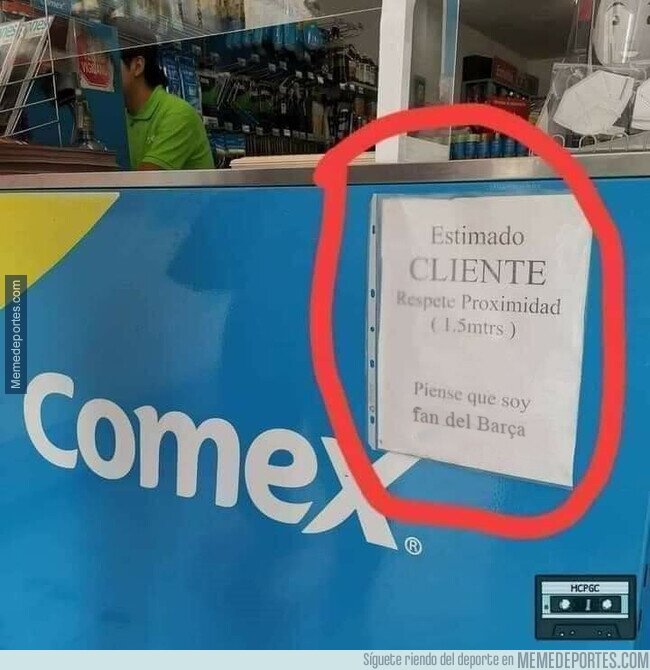 Estimado
CLIENTE
Respete Proximidad
( 1.5mtrs )
Piense que soy
fan del Barça
comex®
Memedeportes.com
HCPGC
Síguete riendo del deporte en MEMEDEPORTES.COM